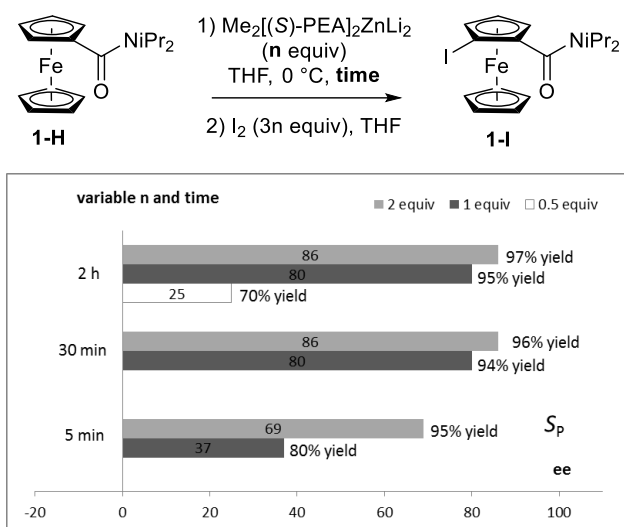 NiPr2
O
Fe
1-H
1) Me2[(S)-PEA]2ZnLi2
(n equiv)
THF, 0 °C, time
2) I2 (3n equiv), THF
I
NiPr2
O
Fe
1-I
variable n and time
2 equiv 1 equiv 0.5 equiv
2 h
86 97% yield
80 95% yield
25 70% yield
30 min
86 96% yield
80 94% yield
5 min
69 95% yield
37 80% yield
SP
ee
-20 0 20 40 60 80 100